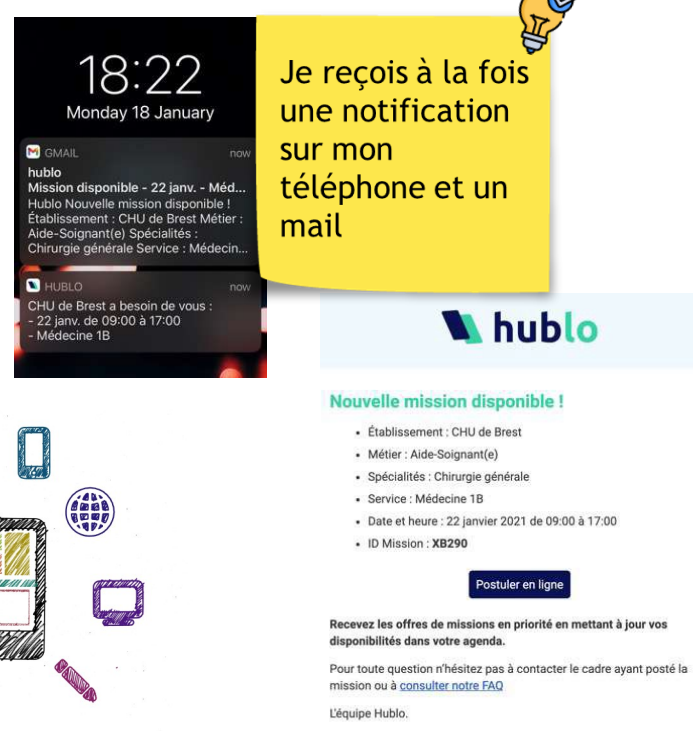 18:22
Monday 18 January
GMAIL now
hublo
Mission disponible - 22 janv. - Méd...
Hublo Nouvelle mission disponible !
Établissement : CHU de Brest Métier :
Aide-Soignant(e) Spécialités :
Chirurgie générale Service : Médecin...
HUBLO now
CHU de Brest a besoin de vous :
- 22 janv. de 09:00 à 17:00
- Médecine 1B
Je reçois à la fois
une notification
sur mon
téléphone et un
mail
hublo
Nouvelle mission disponible !
• Établissement : CHU de Brest
• Métier : Aide-Soignant(e)
• Spécialités : Chirurgie générale
• Service : Médecine 1B
• Date et heure : 22 janvier 2021 de 09:00 à 17:00
• ID Mission : XB290
Postuler en ligne
Recevez les offres de missions en priorité en mettant à jour vos
disponibilités dans votre agenda.
Pour toute question n'hésitez pas à contacter le cadre ayant posté la
mission ou à consulter notre FAQ
L'équipe Hublo.